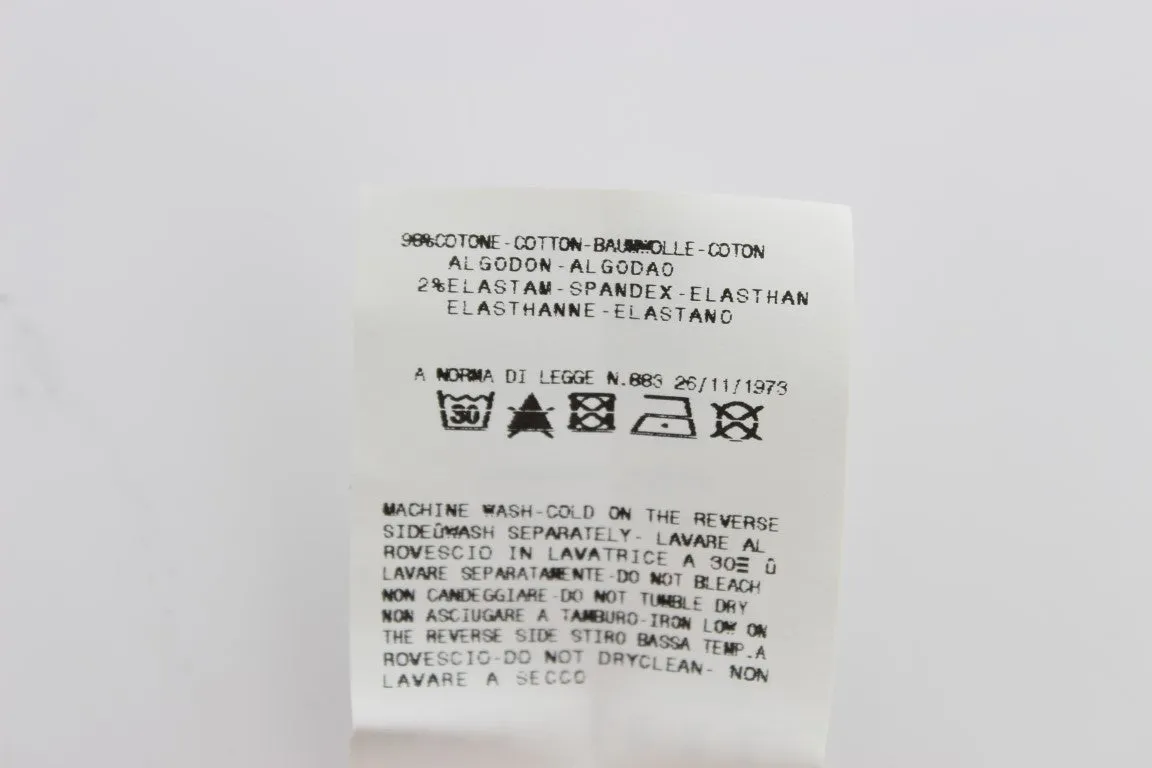 98%COTONE-COTTON-BAUMWOLLE-COTON
ALGODON-ALGODAO
2%ELASTAM-SPANDEX-ELASTHAN
ELASTHANNE-ELASTANO
A NORMA DI LEGGE N.883 26/11/1973
30
MACHINE WASH-COLD ON THE REVERSE
SIDEÛWASH SEPARATELY- LAVARE AL
ROVESCIO IN LAVATRICE A 30☰ Û
LAVARE SEPARATAMENTE-DO NOT BLEACH
NON CANDEGGIARE-DO NOT TUMBLE DRY
NON ASCIUGARE A TAMBURO-IRON LOW ON
THE REVERSE SIDE STIRO BASSA TEMP.A
ROVESCIO-DO NOT DRYCLEAN- NON
LAVARE A SECCO